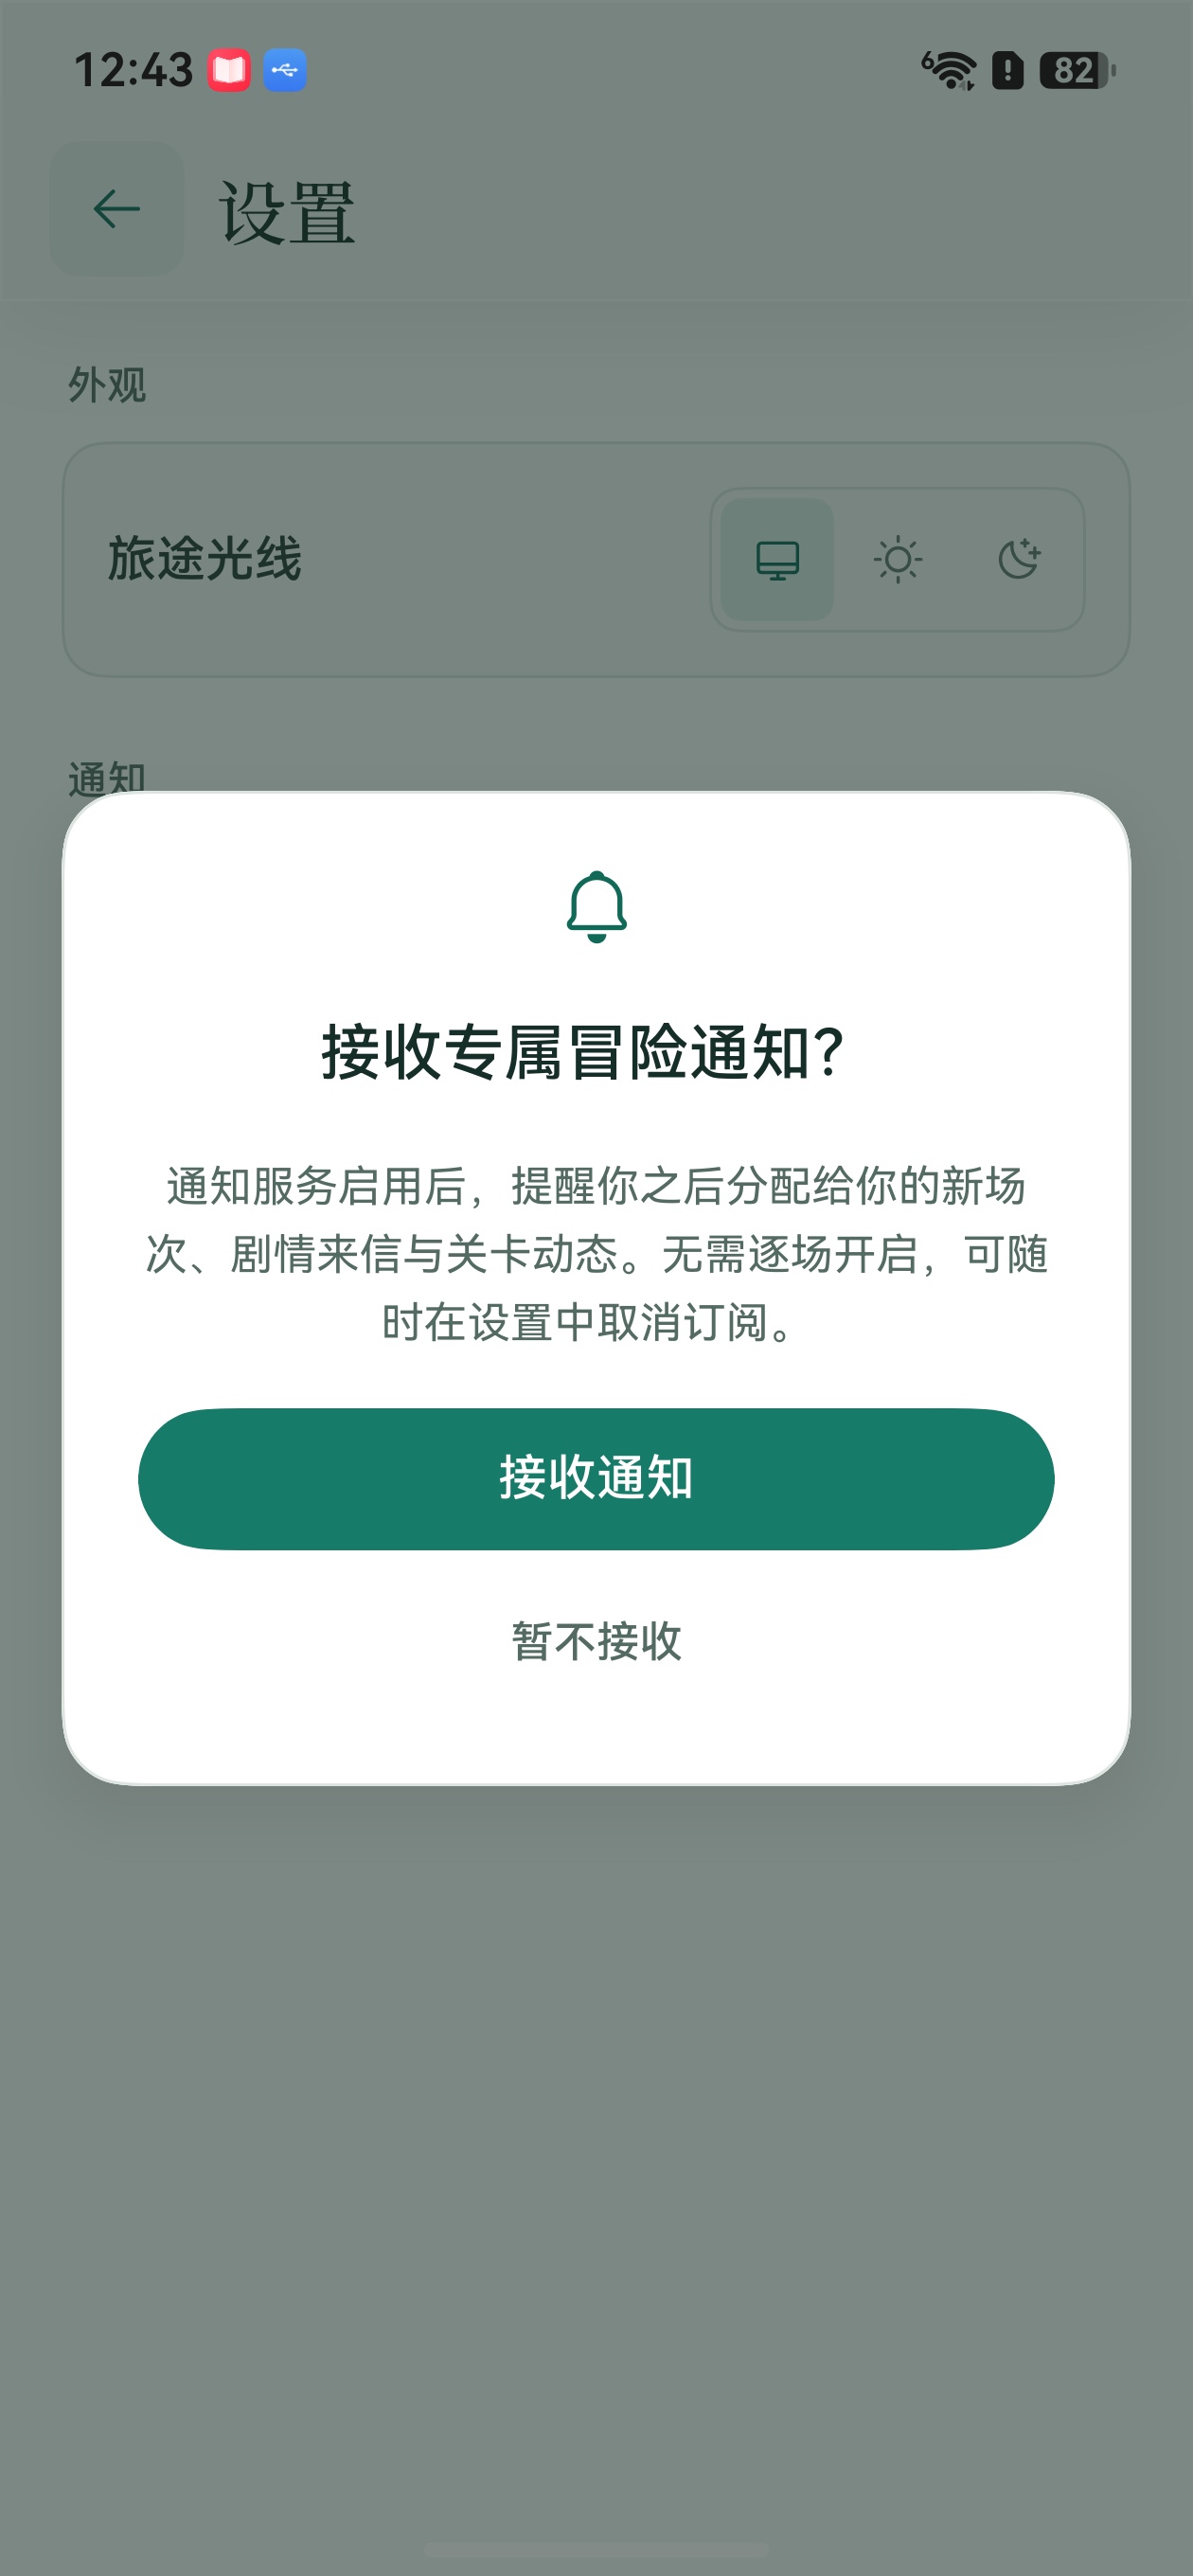 12:43
6
82
设置
外观
旅途光线
通知
接收专属冒险通知?
通知服务启用后，提醒你之后分配给你的新场
次、剧情来信与关卡动态。无需逐场开启，可随
时在设置中取消订阅。
接收通知
暂不接收